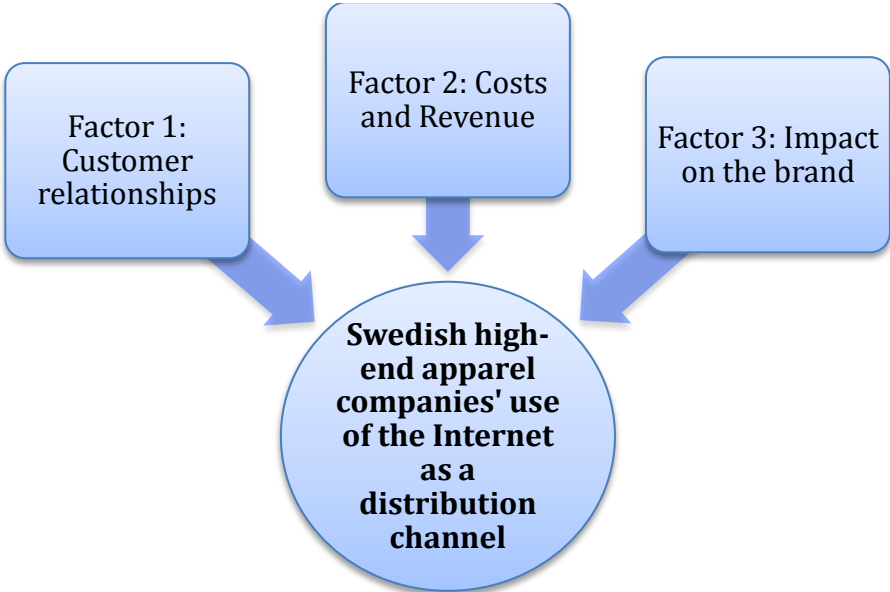 Factor 1:
Customer
relationships
Factor 2: Costs
and Revenue
Factor 3: Impact
on the brand
Swedish high-
end apparel
companies' use
of the Internet
as a
distribution
channel